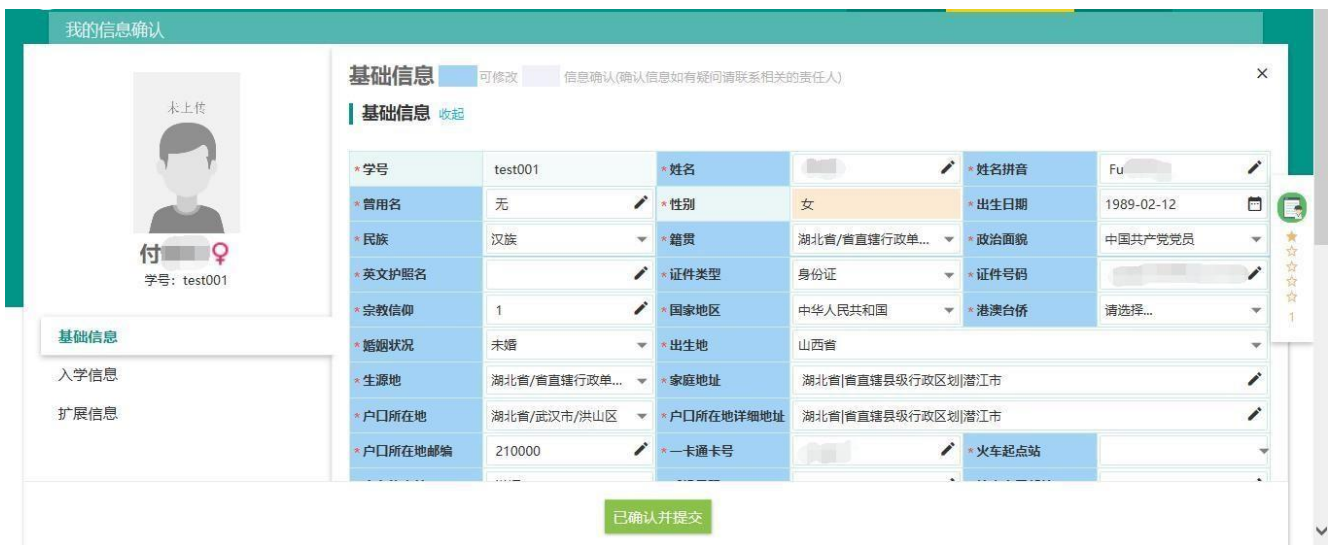 我的信息确认
基础信息 可修改 信息确认(确认信息如有疑问请联系相关的责任人) ×
未上传
基础信息 收起
*学号 test001 *姓名 *姓名拼音 Fu
*曾用名 无 *性别 女 *出生日期 1989-02-12
*民族 汉族 *籍贯 湖北省/省直辖行政单... *政治面貌 中国共产党党员
付
学号: test001
*英文护照名 *证件类型 身份证 *证件号码
*宗教信仰 1 *国家地区 中华人民共和国 *港澳台侨 请选择...
1
基础信息
*婚姻状况 未婚 *出生地 山西省
入学信息
*生源地 湖北省/省直辖行政单... *家庭地址 湖北省|省直辖县级行政区划|潜江市
扩展信息
*户口所在地 湖北省/武汉市/洪山区 *户口所在地详细地址 湖北省|省直辖县级行政区划|潜江市
*户口所在地邮编 210000 *一卡通卡号 *火车起点站
已确认并提交